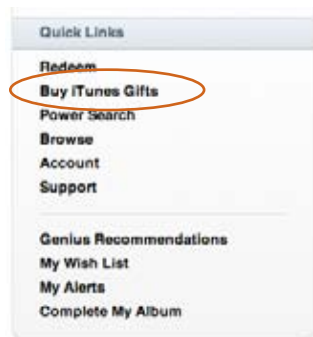 Quick Links
Redeem
Buy iTunes Gifts
Power Search
Browse
Account
Support
Genius Recommendations
My Wish List
My Alerts
Complete My Album